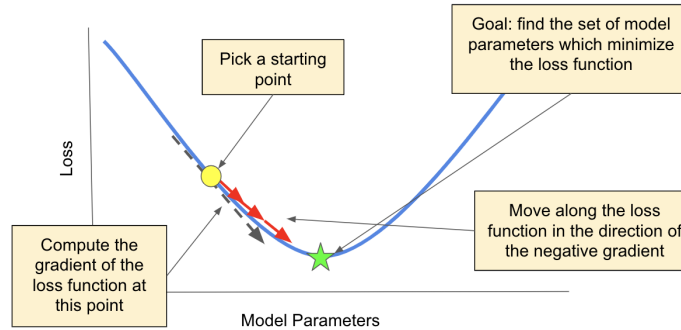 Goal: find the set of model
parameters which minimize
the loss function
Pick a starting
point
Loss
Move along the loss
function in the direction of
the negative gradient
Compute the
gradient of the
loss function at
this point
Model Parameters